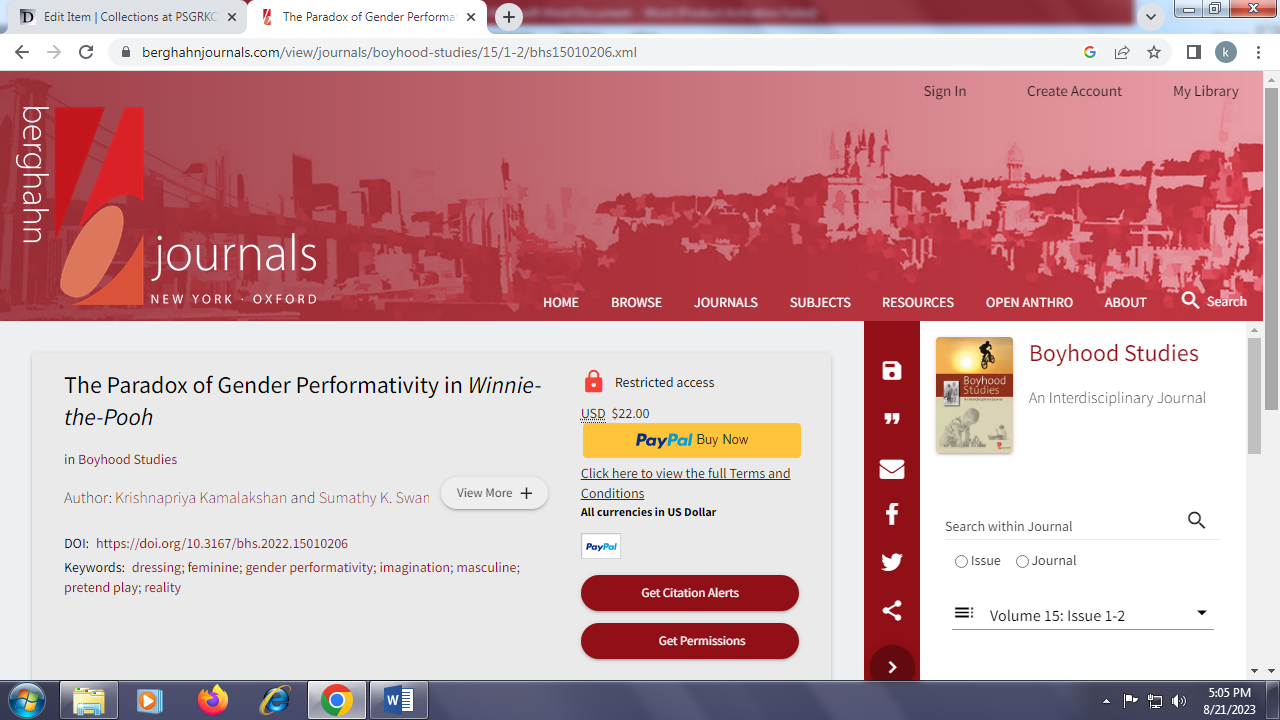 Edit Item | Collections at PSGRKC
The Paradox of Gender Performat
berghahnjournals.com/view/journals/boyhood-studies/15/1-2/bhs15010206.xml
k
Sign In
Create Account
My Library
berghahn
journals
NEW YORK · OXFORD
HOME
BROWSE
JOURNALS
SUBJECTS
RESOURCES
OPEN ANTHRO
ABOUT
Search
The Paradox of Gender Performativity in Winnie-
the-Pooh
in Boyhood Studies
Author: Krishnapriya Kamalakshan and Sumathy K. Swam
View More
DOI: https://doi.org/10.3167/bhs.2022.15010206
Keywords: dressing; feminine; gender performativity; imagination; masculine;
pretend play; reality
Restricted access
USD $22.00
PayPal Buy Now
Click here to view the full Terms and
Conditions
All currencies in US Dollar
PayPal
Get Citation Alerts
Get Permissions
Boyhood
Studies
An Interdisciplinary Journal
Boyhood Studies
An Interdisciplinary Journal
Search within Journal
Issue
Journal
Volume 15: Issue 1-2
5:05 PM
8/21/2023